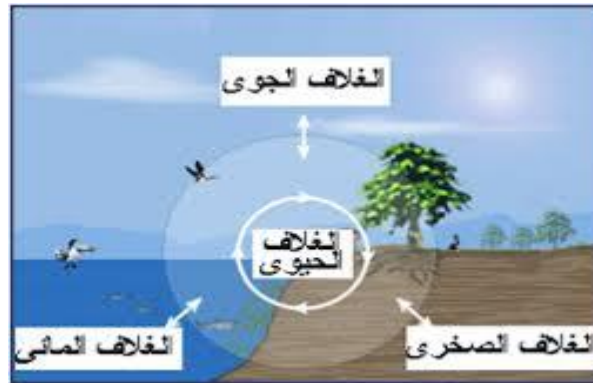 الغلاف الجوى
الغلاف
الحيوى
الغلاف المائى
الغلاف الصخرى